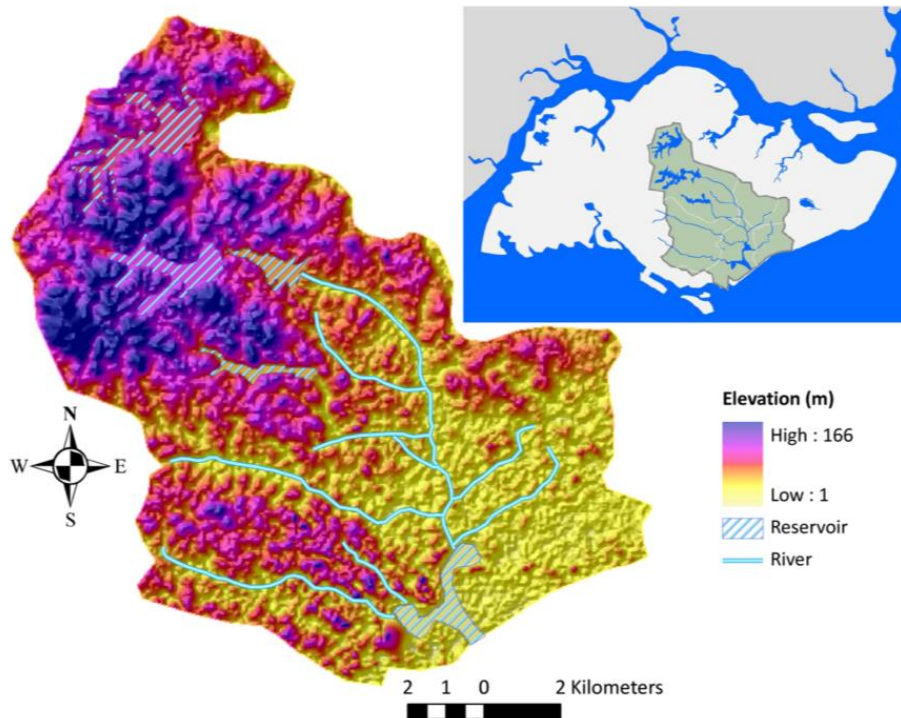 Elevation (m)
High : 166
Low : 1
Reservoir
River
N
W E
S
2 1 0 2 Kilometers